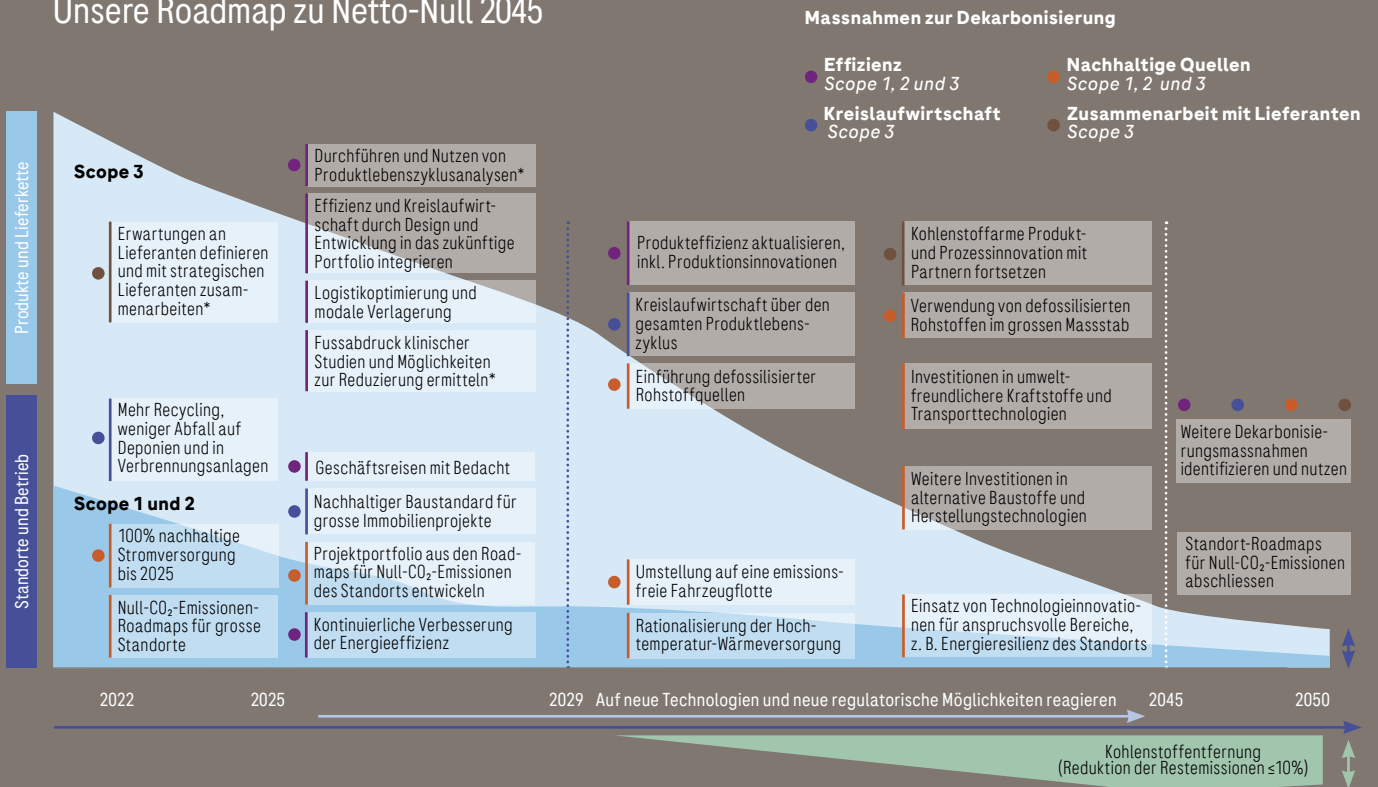 Unsere Roadmap zu Netto-Null 2045
Massnahmen zur Dekarbonisierung
Effizienz
Scope 1, 2 und 3
Nachhaltige Quellen
Scope 1, 2 und 3
Kreislaufwirtschaft
Scope 3
Zusammenarbeit mit Lieferanten
Scope 3
Produkte und Lieferkette
Scope 3
Erwartungen an
Lieferanten definieren
und mit strategischen
Lieferanten zusam-
menarbeiten*
Durchführen und Nutzen von
Produktlebenszyklusanalysen*
Effizienz und Kreislaufwirt-
schaft durch Design und
Entwicklung in das zukünftige
Portfolio integrieren
Logistikoptimierung und
modale Verlagerung
Fussabdruck klinischer
Studien und Möglichkeiten
zur Reduzierung ermitteln*
Produkteffizienz aktualisieren,
inkl. Produktionsinnovationen
Kreislaufwirtschaft über den
gesamten Produktlebens-
zyklus
Einführung defossilisierter
Rohstoffquellen
Kohlenstoffarme Produkt-
und Prozessinnovation mit
Partnern fortsetzen
Verwendung von defossilisierten
Rohstoffen im grossen Massstab
Investitionen in umwelt-
freundlichere Kraftstoffe und
Transporttechnologien
Standorte und Betrieb
Mehr Recycling,
weniger Abfall auf
Deponien und in
Verbrennungsanlagen
Scope 1 und 2
100% nachhaltige
Stromversorgung
bis 2025
Null-CO₂-Emissionen-
Roadmaps für grosse
Standorte
Geschäftsreisen mit Bedacht
Nachhaltiger Baustandard für
grosse Immobilienprojekte
Projektportfolio aus den Road-
maps für Null-CO₂-Emissionen
des Standorts entwickeln
Kontinuierliche Verbesserung
der Energieeffizienz
Umstellung auf eine emissions-
freie Fahrzeugflotte
Rationalisierung der Hoch-
temperatur-Wärmeversorgung
Weitere Investitionen in
alternative Baustoffe und
Herstellungstechnologien
Einsatz von Technologieinnovatio-
nen für anspruchsvolle Bereiche,
z. B. Energieresilienz des Standorts
Weitere Dekarbonisie-
rungsmassnahmen
identifizieren und nutzen
Standort-Roadmaps
für Null-CO₂-Emissionen
abschliessen
2022
2025
2029
Auf neue Technologien und neue regulatorische Möglichkeiten reagieren
2045
2050
Kohlenstoffentfernung
(Reduktion der Restemissionen ≤10%)